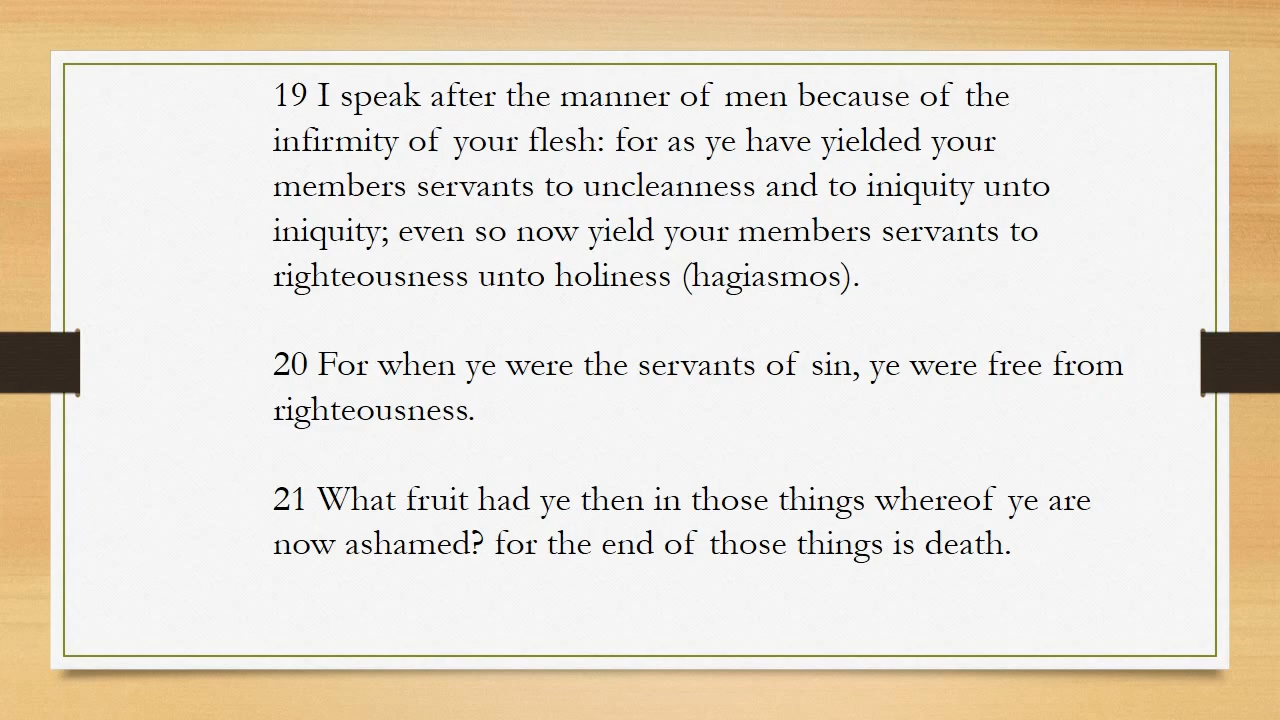 19 I speak after the manner of men because of the
infirmity of your flesh: for as ye have yielded your
members servants to uncleanness and to iniquity unto
iniquity; even so now yield your members servants to
righteousness unto holiness (hagiasmos).
20 For when ye were the servants of sin, ye were free from
righteousness.
21 What fruit had ye then in those things whereof ye are
now ashamed? for the end of those things is death.